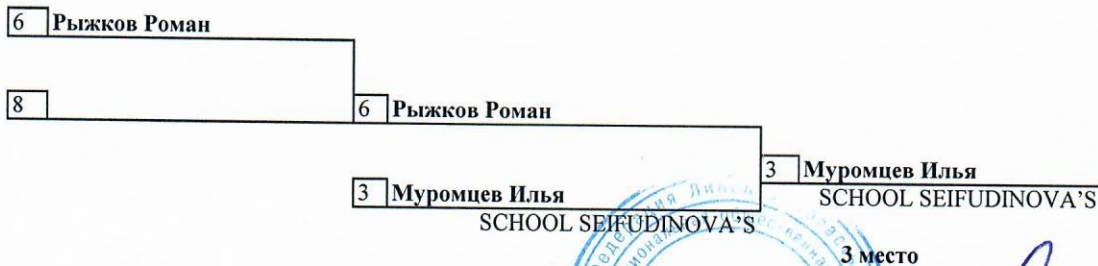 6 Рыжков Роман
8
6 Рыжков Роман
3 Муромцев Илья
SCHOOL SEIFUDINOVA'S
3 Муромцев Илья
SCHOOL SEIFUDINOVA'S
3 место